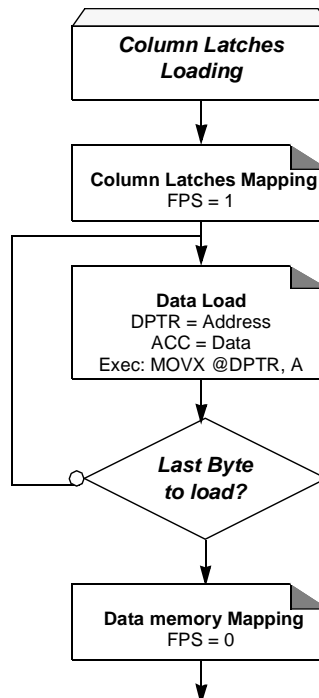 Column Latches
Loading
Column Latches Mapping
FPS = 1
Data Load
DPTR = Address
ACC = Data
Exec: MOVX @DPTR, A
Last Byte
to load?
Data memory Mapping
FPS = 0